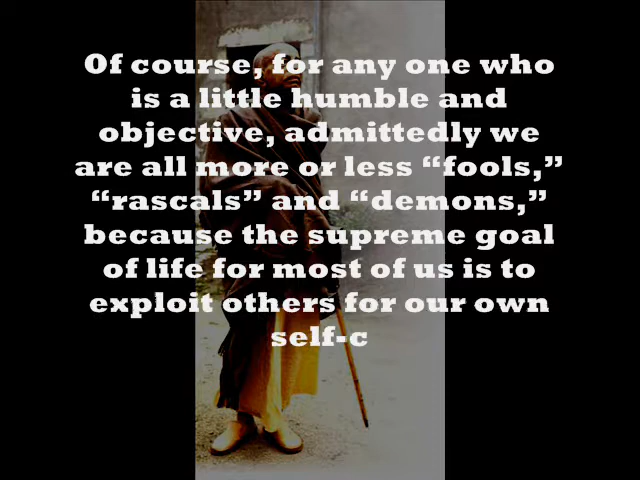 Of course, for any one who
is a little humble and
objective, admittedly we
are all more or less “fools,”
“rascals” and “demons,”
because the supreme goal
of life for most of us is to
exploit others for our own
self-c